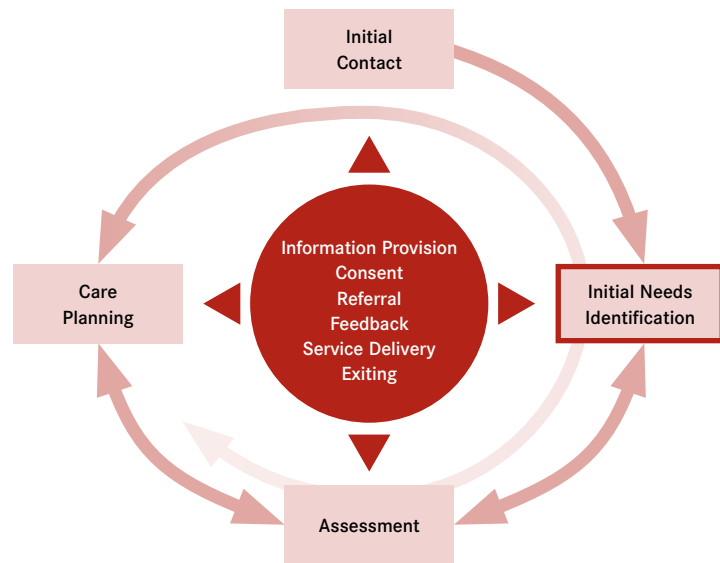 Initial
Contact
Information Provision
Consent
Referral
Feedback
Service Delivery
Exiting
Care
Planning
Initial Needs
Identification
Assessment